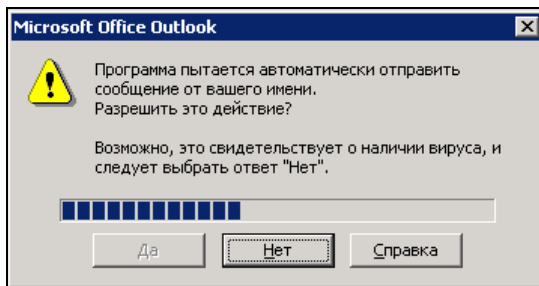 Microsoft Office Outlook
Программа пытается автоматически отправить
сообщение от вашего имени.
Разрешить это действие?
Возможно, это свидетельствует о наличии вируса, и
следует выбрать ответ "Нет".
Да Нет Справка